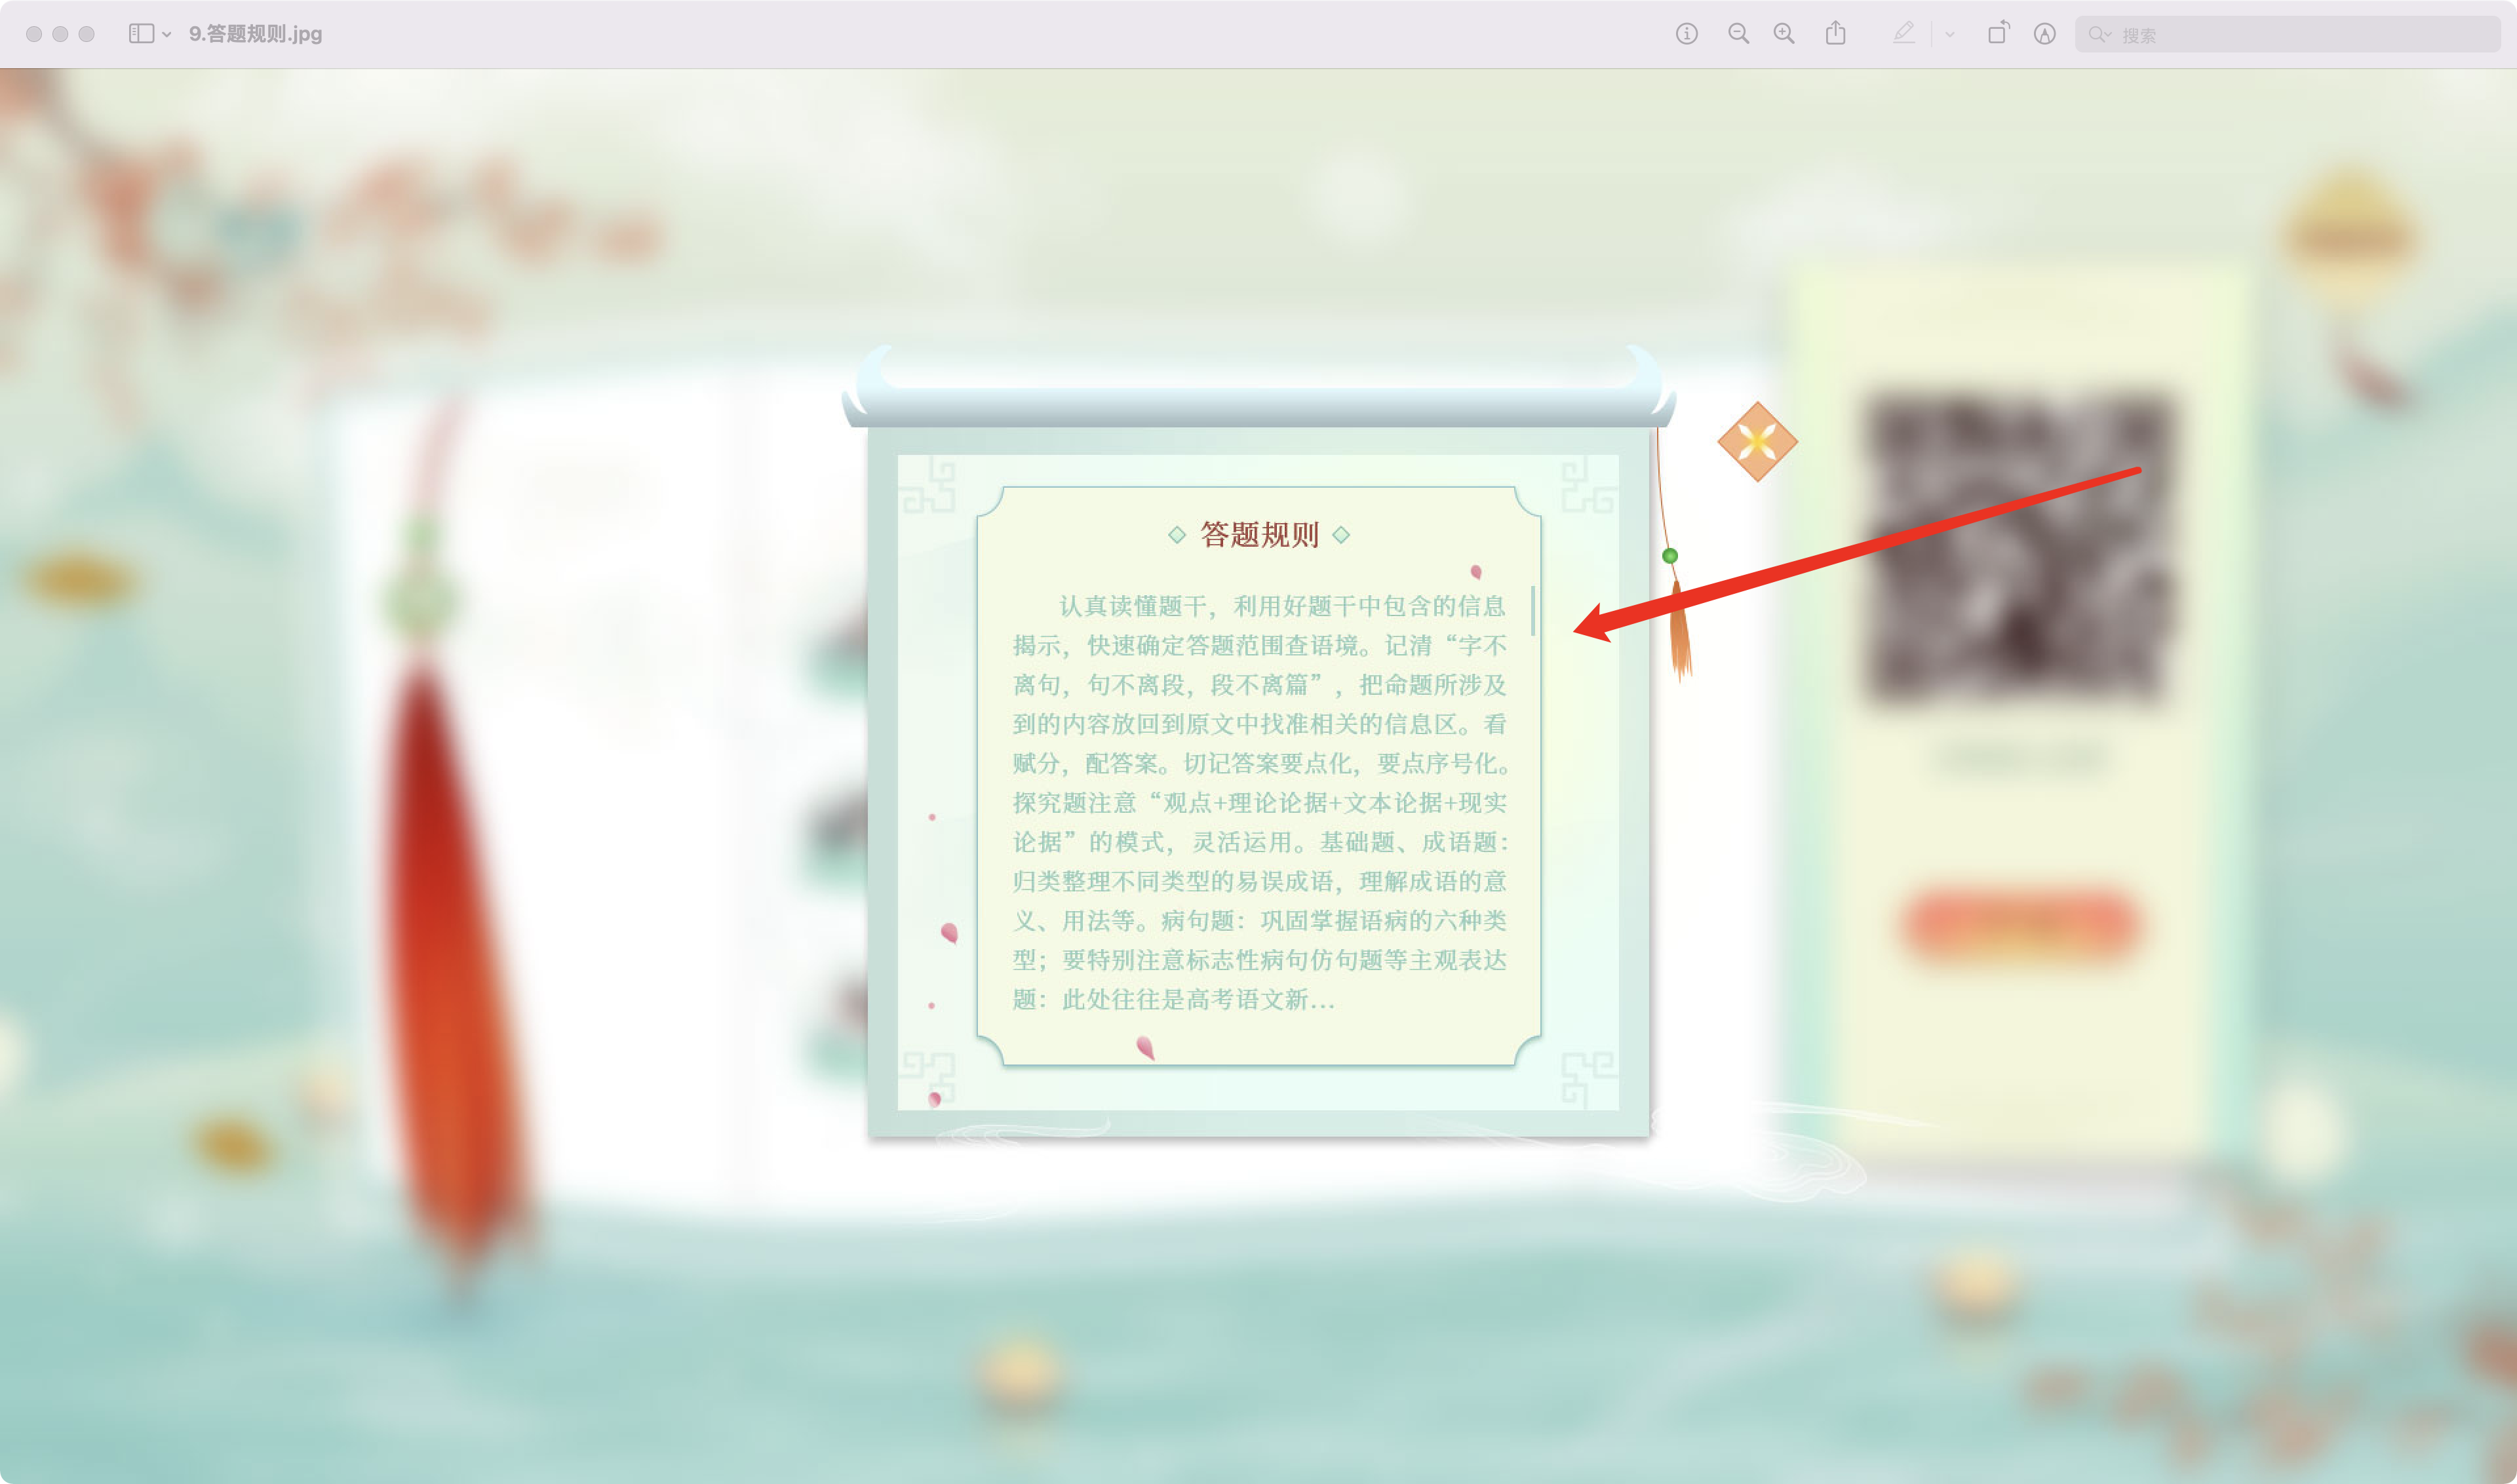 9.答题规则.jpg
搜索
答题规则
认真读懂题干，利用好题干中包含的信息
揭示，快速确定答题范围查语境。记清“字不
离句，句不离段，段不离篇”，把命题所涉及
到的内容放回到原文中找准相关的信息区。看
赋分，配答案。切记答案要点化，要点序号化。
探究题注意“观点+理论论据+文本论据+现实
论据”的模式，灵活运用。基础题、成语题：
归类整理不同类型的易误成语，理解成语的意
义、用法等。病句题：巩固掌握语病的六种类
型；要特别注意标志性病句仿句题等主观表达
题：此处往往是高考语文新...